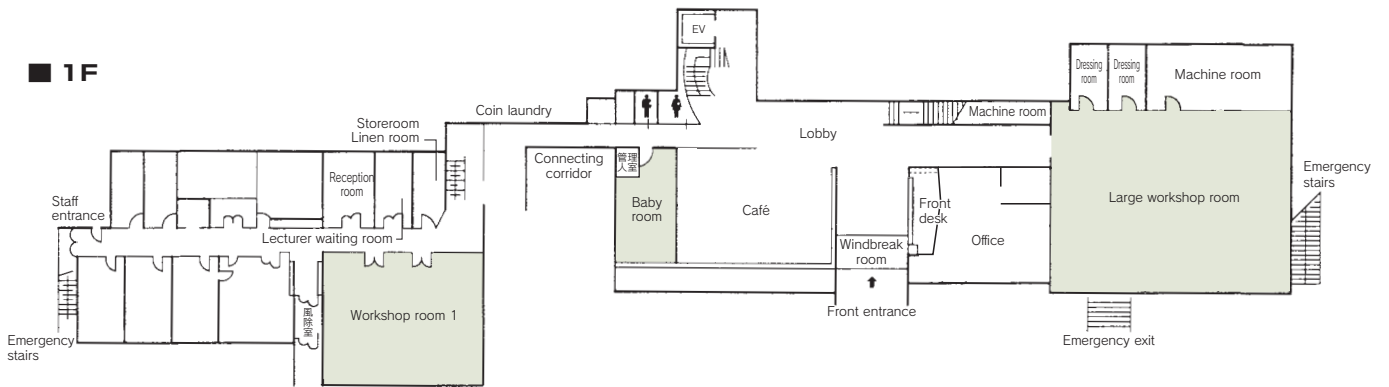 ■ 1F
EV
Dressing
room
Dressing
room
Machine room
Coin laundry
Storeroom
Linen room
Lobby
Machine room
Connecting
corridor
管理
人室
Reception
room
Emergency
stairs
Staff
entrance
Baby
room
Café
Front
desk
Large workshop room
Lecturer waiting room
Windbreak
room
Office
風除室
Workshop room 1
Front entrance
Emergency
stairs
Emergency exit